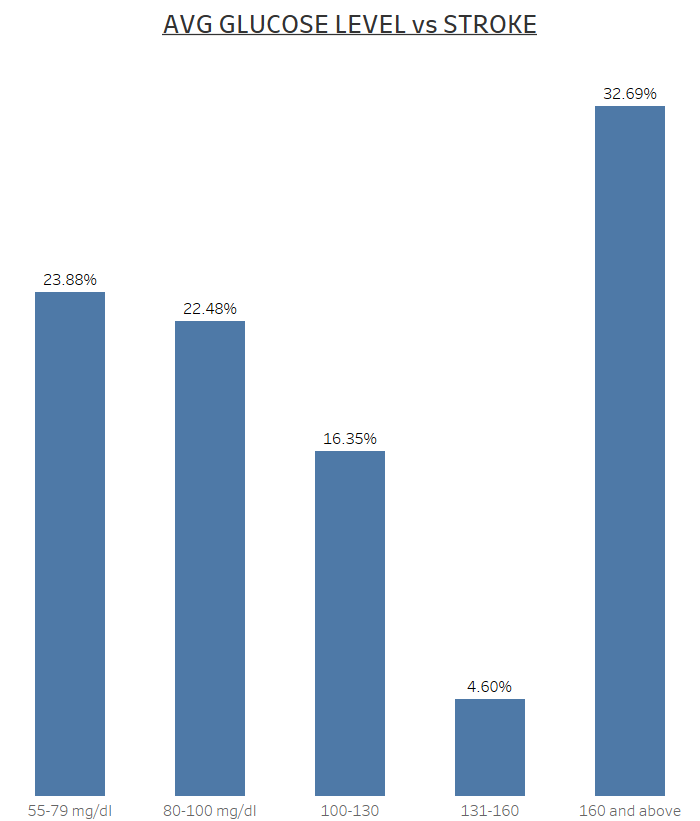 AVG GLUCOSE LEVEL vs STROKE
32.69%
23.88%
22.48%
16.35%
4.60%
55-79 mg/dl 80-100 mg/dl 100-130 131-160 160 and above